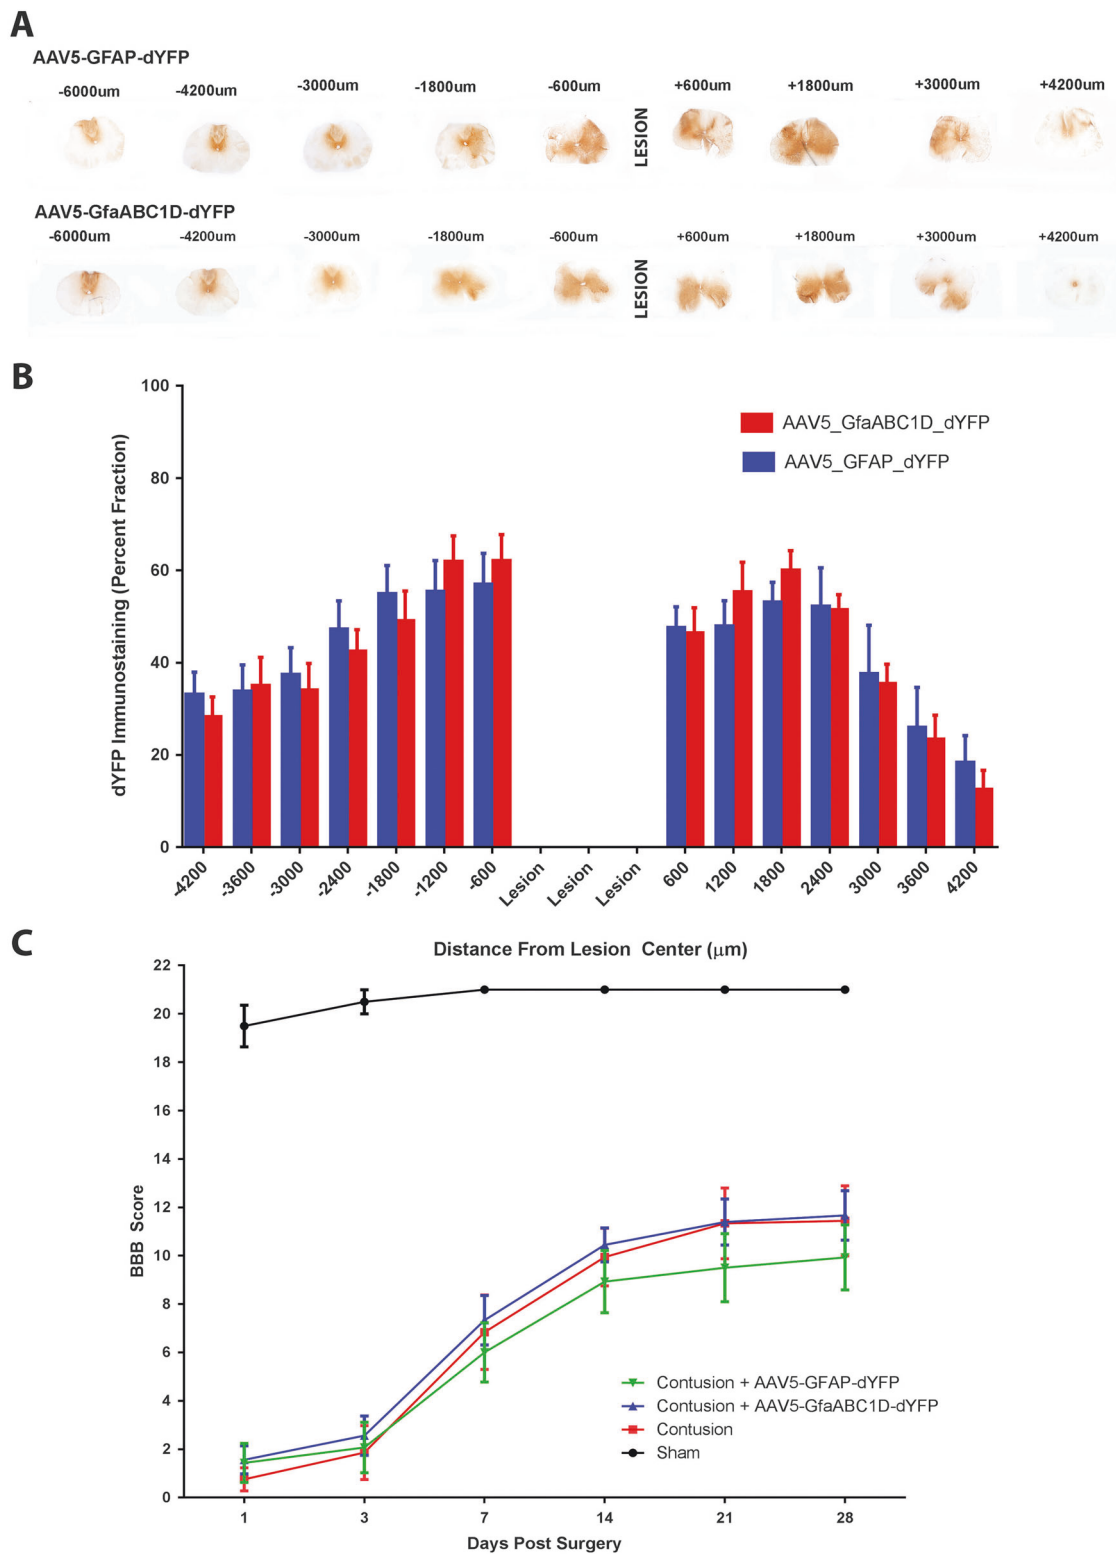 A
AAV5-GFAP-dYFP
-6000um -4200um -3000um -1800um -600um LESION +600um +1800um +3000um +4200um
AAV5-GfaABC1D-dYFP
-6000um -4200um -3000um -1800um -600um LESION +600um +1800um +3000um +4200um
B
dYFP Immunostaining (Percent Fraction)
100
80
60
40
20
0
AAV5_GfaABC1D_dYFP
AAV5_GFAP_dYFP
-4200 -3600 -3000 -2400 -1800 -1200 -600 Lesion Lesion Lesion 600 1200 1800 2400 3000 3600 4200
Distance From Lesion Center (μm)
C
BBB Score
22
20
18
16
14
12
10
8
6
4
2
0
Contusion + AAV5-GFAP-dYFP
Contusion + AAV5-GfaABC1D-dYFP
Contusion
Sham
1 3 7 14 21 28
Days Post Surgery